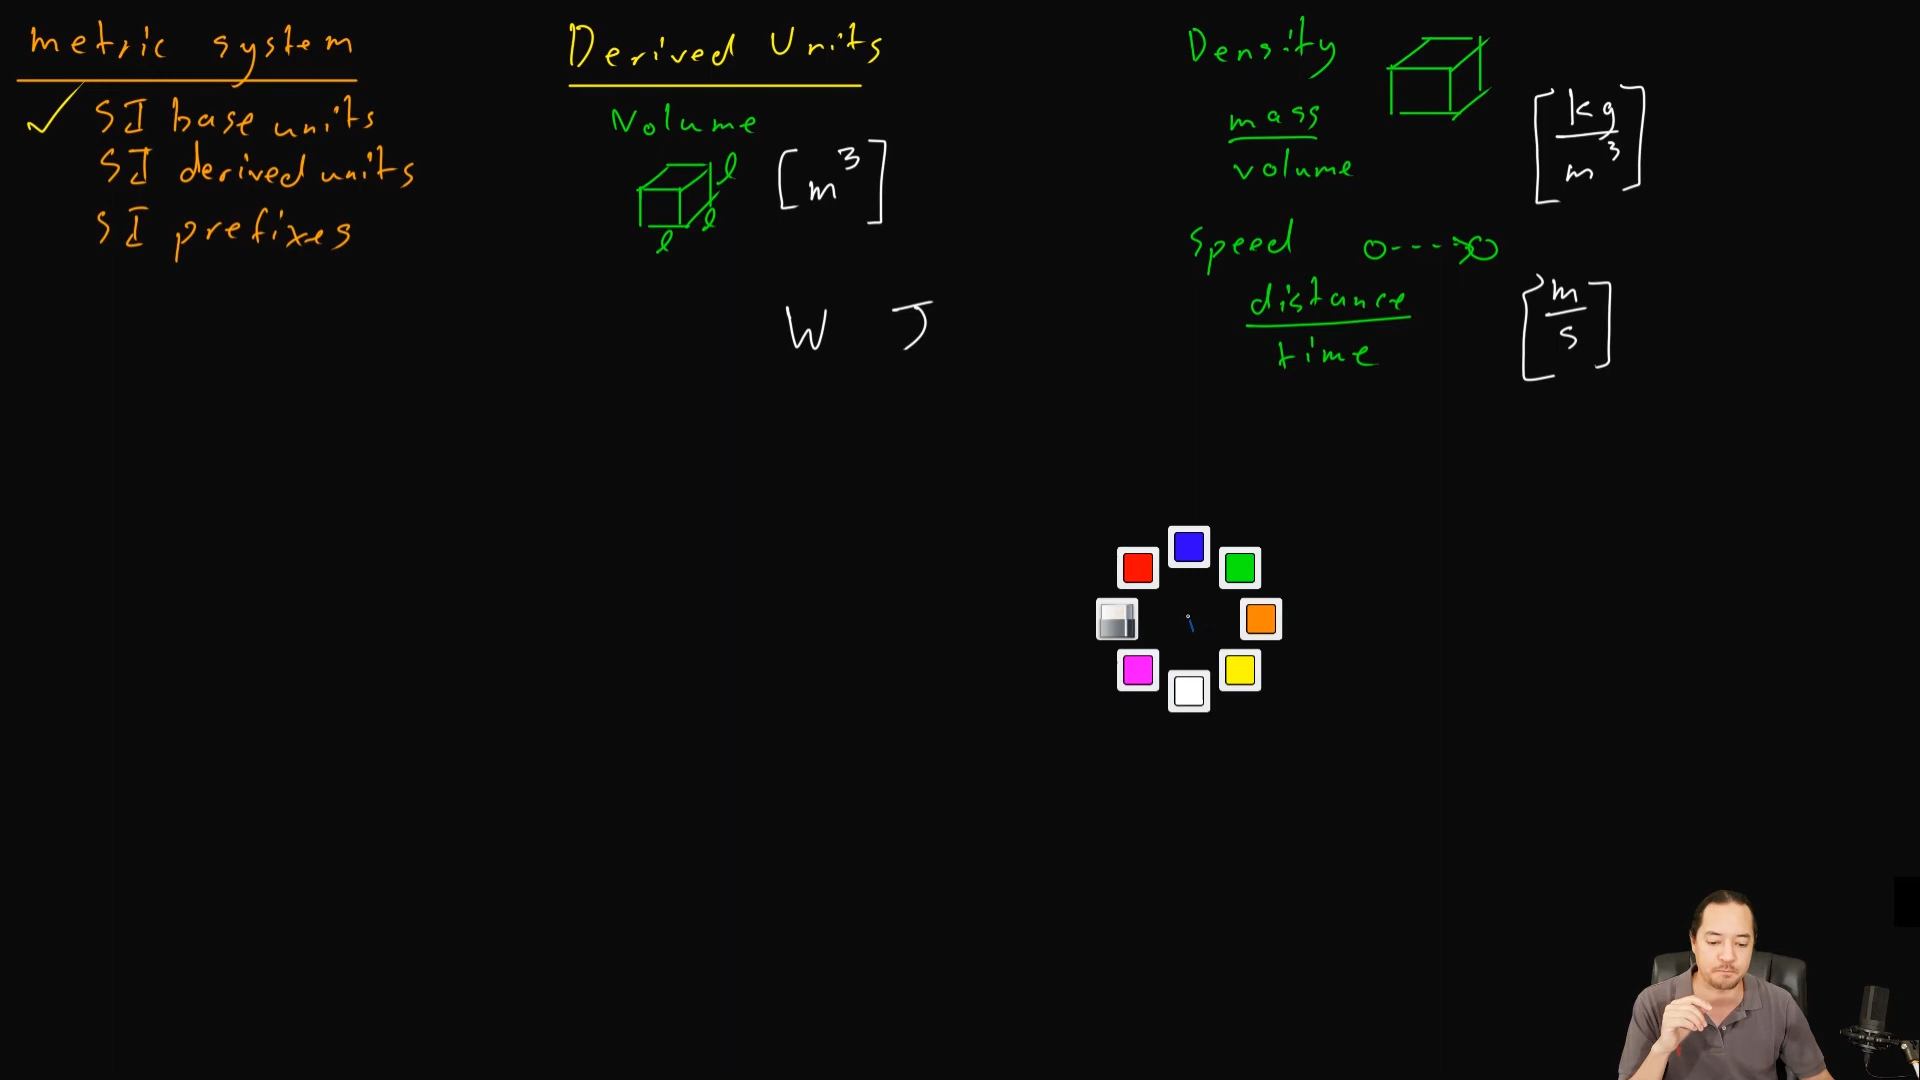 metric system
SI base units
SI derived units
SI prefixes
Derived Units
Volume
l
l
l
[m³]
W J
Density
mass
volume
[kg
m³]
Speed
distance
time
[m
s]